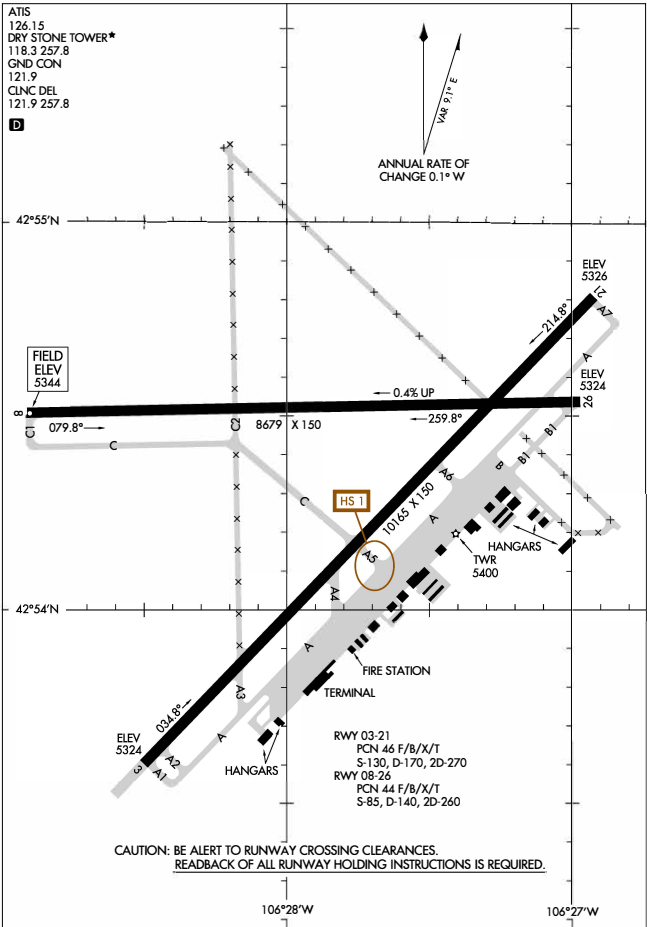 ATIS
126.15
DRY STONE TOWER★
118.3 257.8
GND CON
121.9
CLNC DEL
121.9 257.8
D
VAR 9.1° E
ANNUAL RATE OF
CHANGE 0.1° W
42°55'N
ELEV
5326
21
A7
214.8°
A
FIELD
ELEV
5344
ELEV
5324
0.4% UP
8
26
079.8°
8679 X 150
259.8°
C1
C
C2
B1
B1
B
A6
C
HS 1
10165 X 150
A
A5
TWR
5400
HANGARS
42°54'
A4
A
FIRE STATION
TERMINAL
A3
034.8°
ELEV
5324
3
A2
A1
A
HANGARS
RWY 03-21
PCN 46 F/B/X/T
S-130, D-170, 2D-270
RWY 08-26
PCN 44 F/B/X/T
S-85, D-140, 2D-260
CAUTION: BE ALERT TO RUNWAY CROSSING CLEARANCES.
READBACK OF ALL RUNWAY HOLDING INSTRUCTIONS IS REQUIRED.
106°28'W
106°27'W